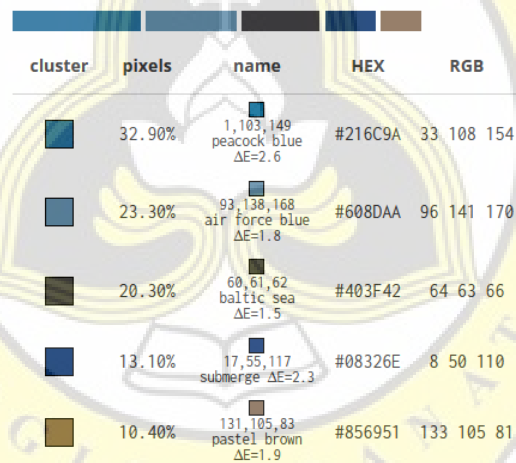 cluster pixels name HEX RGB
32.90% 1,103,149 #216C9A 33 108 154
peacock blue
ΔE=2.6
23.30% 93,138,168 #608DAA 96 141 170
air force blue
ΔE=1.8
20.30% 60,61,62 #403F42 64 63 66
baltic sea
ΔE=1.5
13.10% 17,55,117 #08326E 8 50 110
submerge ΔE=2.3
10.40% 131,105,83 #856951 133 105 81
pastel brown
ΔE=1.9